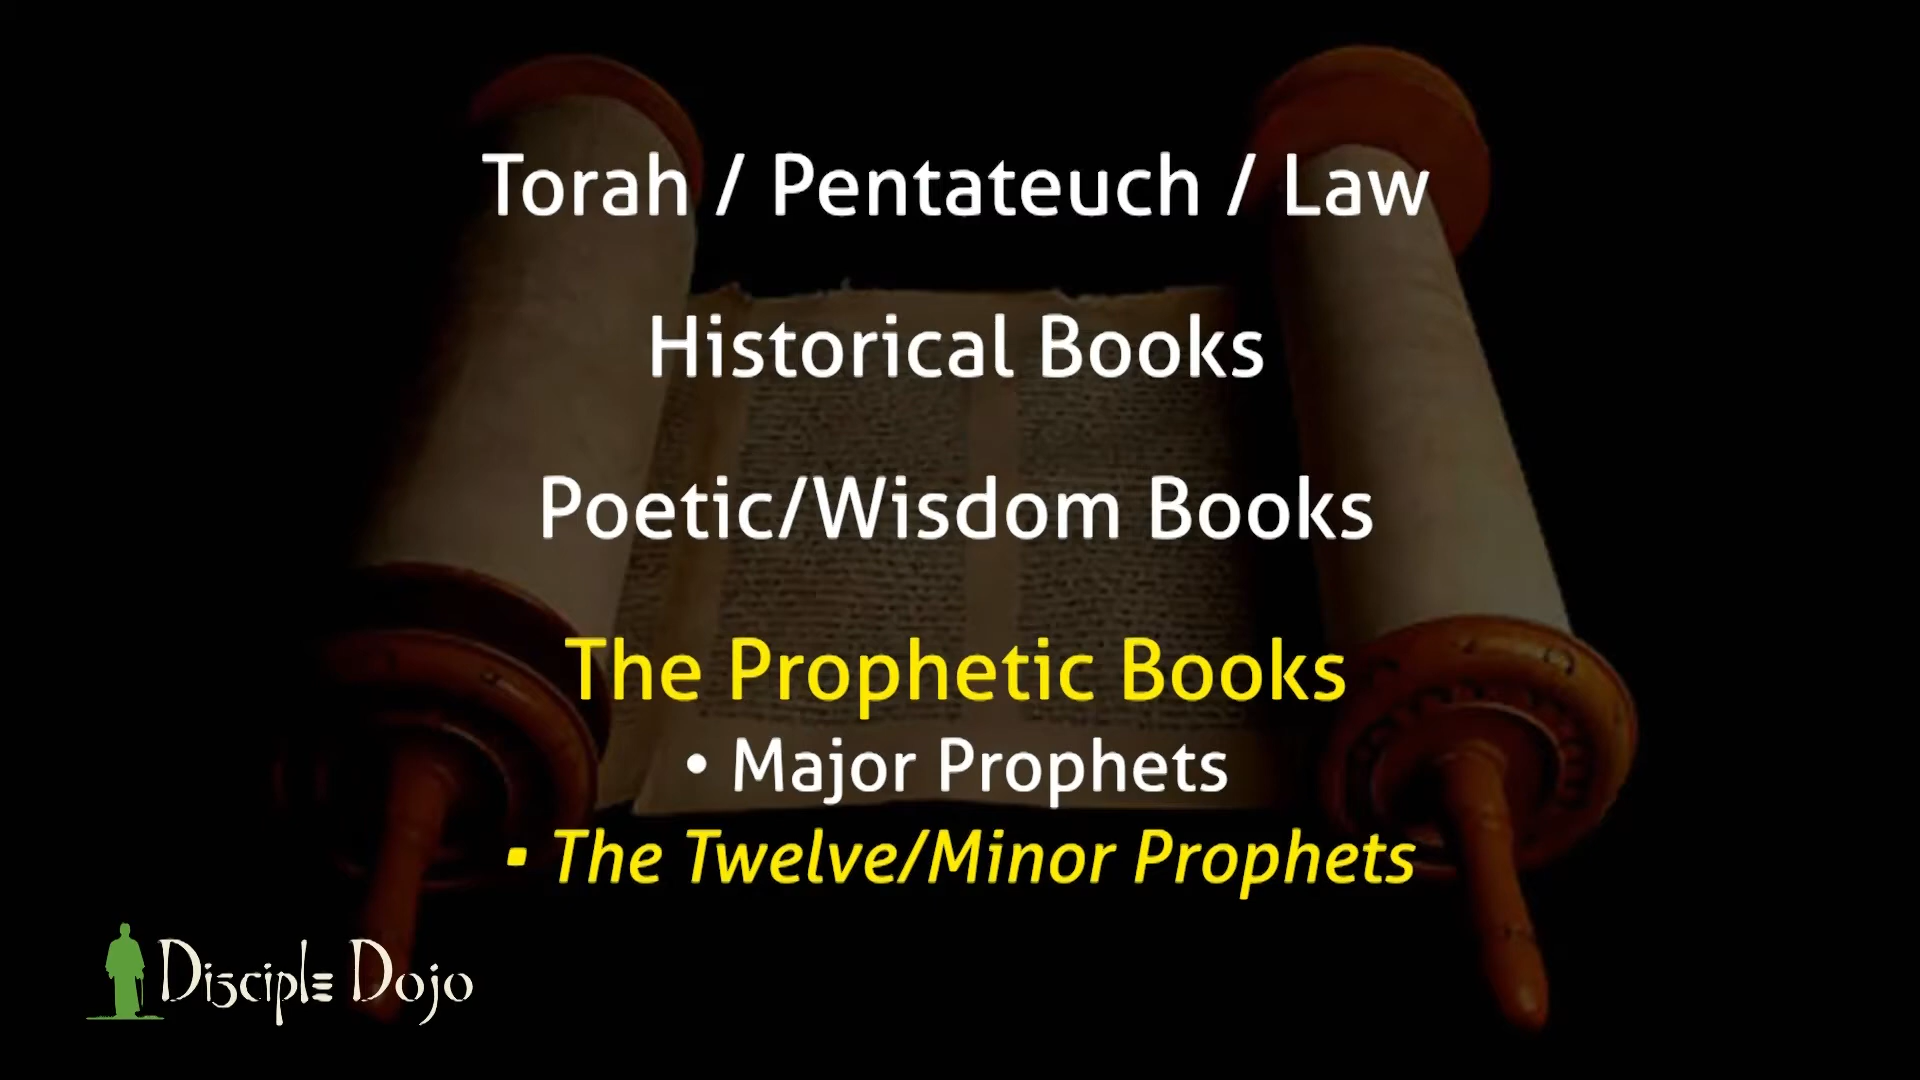 Torah / Pentateuch / Law
Historical Books
Poetic/Wisdom Books
The Prophetic Books
• Major Prophets
▪ The Twelve/Minor Prophets
Disciple Dojo